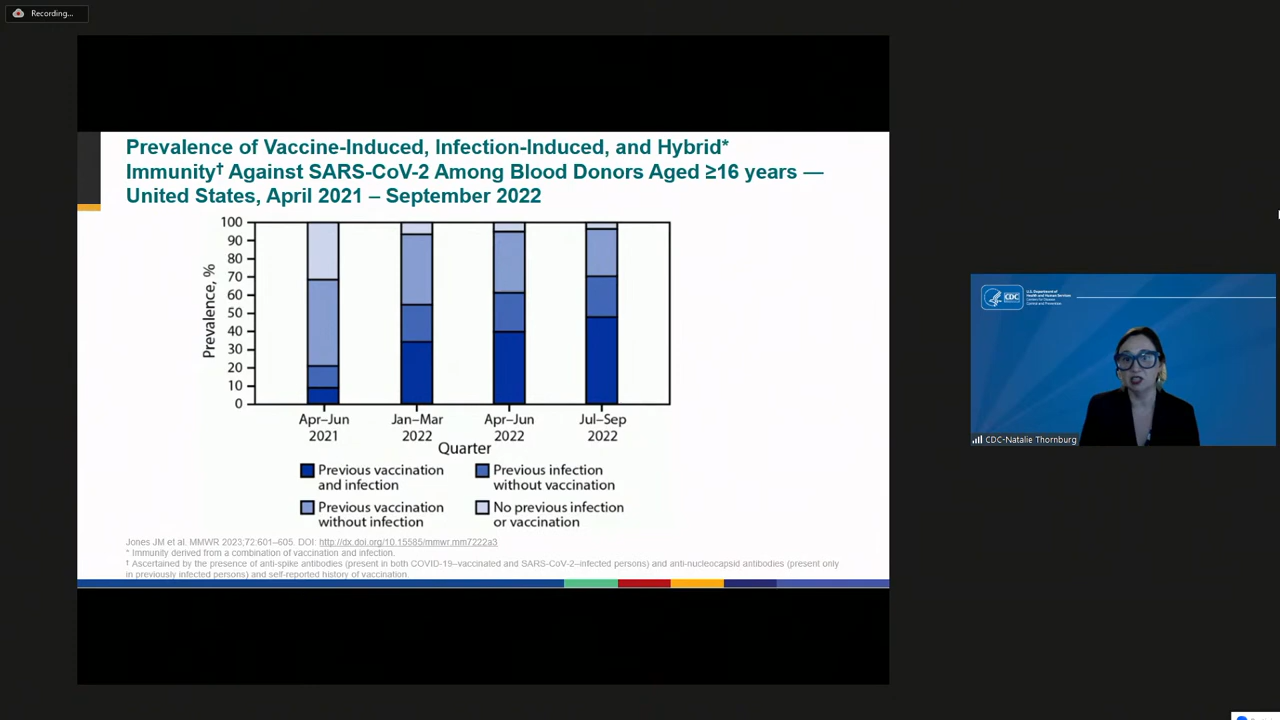 Recording...
Prevalence of Vaccine-Induced, Infection-Induced, and Hybrid*
Immunity† Against SARS-CoV-2 Among Blood Donors Aged ≥16 years —
United States, April 2021 – September 2022
Prevalence, %
100
90
80
70
60
50
40
30
20
10
0
Apr–Jun
2021
Jan–Mar
2022
Apr–Jun
2022
Jul–Sep
2022
Quarter
Previous vaccination
and infection
Previous infection
without vaccination
Previous vaccination
without infection
No previous infection
or vaccination
Jones JM et al. MMWR 2023;72:601–605. DOI: http://dx.doi.org/10.15585/mmwr.mm7222a3
* Immunity derived from a combination of vaccination and infection.
† Ascertained by the presence of anti-spike antibodies (present in both COVID-19–vaccinated and SARS-CoV-2–infected persons) and anti-nucleocapsid antibodies (present only
in previously infected persons) and self-reported history of vaccination.
CDC
U.S. Department of
Health and Human Services
Centers for Disease
Control and Prevention
CDC-Natalie Thornburg